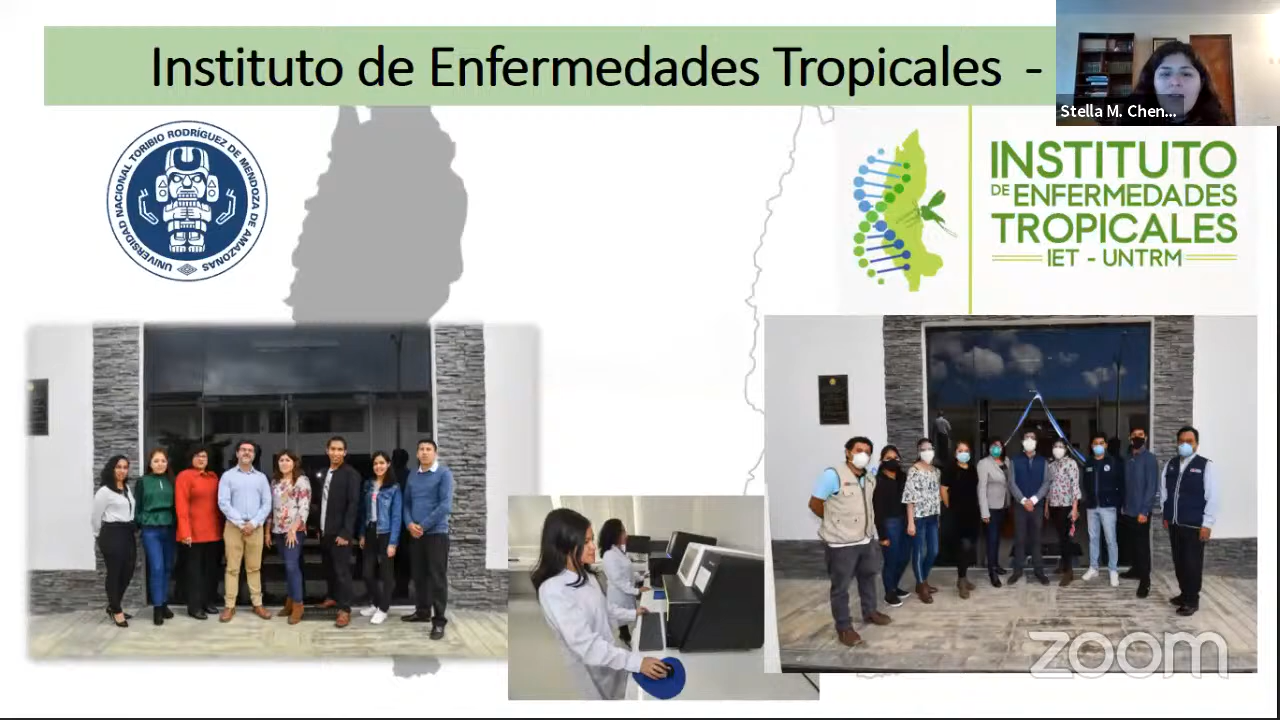 Instituto de Enfermedades Tropicales -
Stella M. Chen...
UNIVERSIDAD NACIONAL TORIBIO RODRÍGUEZ DE MENDOZA DE AMAZONAS
INSTITUTO
DE ENFERMEDADES
TROPICALES
IET - UNTRM
zoom